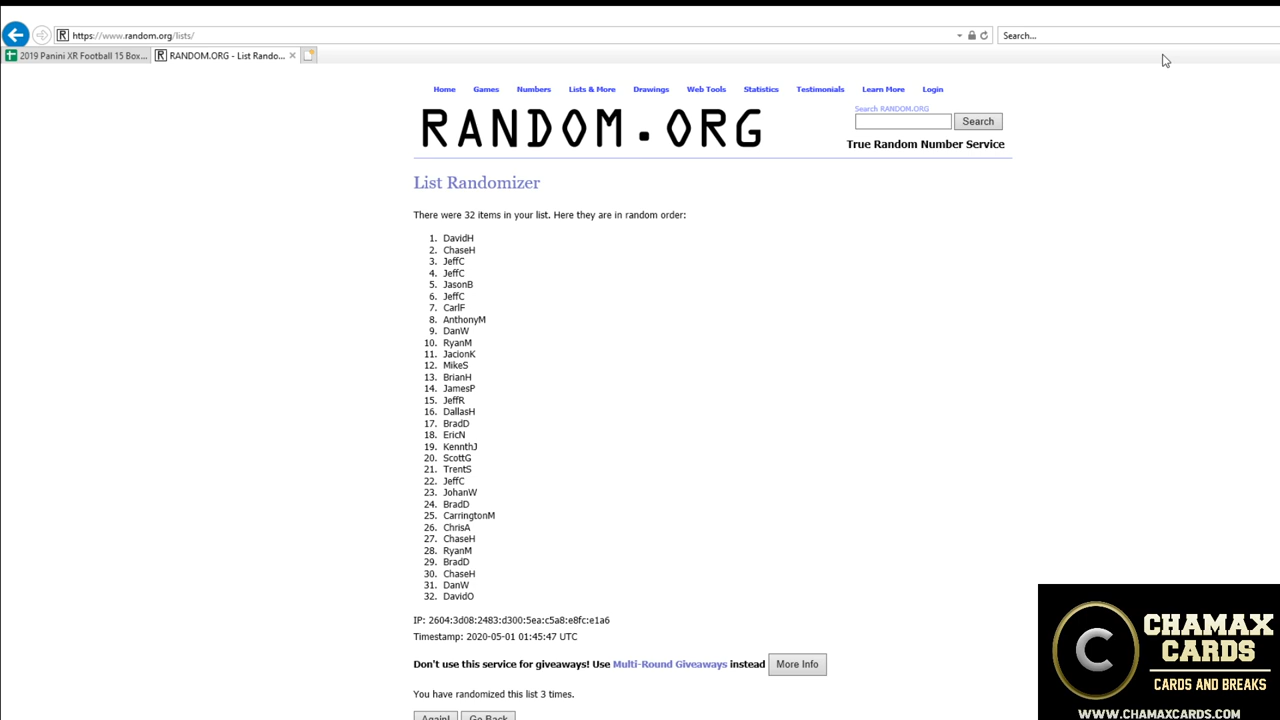 https://www.random.org/lists/
Search...
2019 Panini XR Football 15 Box...
RANDOM.ORG - List Rando...
Home Games Numbers Lists & More Drawings Web Tools Statistics Testimonials Learn More Login
RANDOM.ORG
Search RANDOM.ORG
Search
True Random Number Service
List Randomizer
There were 32 items in your list. Here they are in random order:
1. DavidH
2. ChaseH
3. JeffC
4. JeffC
5. JasonB
6. JeffC
7. CarlF
8. AnthonyM
9. DanW
10. RyanM
11. JacionK
12. MikeS
13. BrianH
14. JamesP
15. JeffR
16. DallasH
17. BradD
18. EricN
19. KennthJ
20. ScottG
21. TrentS
22. JeffC
23. JohanW
24. BradD
25. CarringtonM
26. ChrisA
27. ChaseH
28. RyanM
29. BradD
30. ChaseH
31. DanW
32. DavidO
IP: 2604:3d08:2483:d300:5ea:c5a8:e8fc:e1a6
Timestamp: 2020-05-01 01:45:47 UTC
Don't use this service for giveaways! Use Multi-Round Giveaways instead More Info
You have randomized this list 3 times.
Again! Go Back
C
CHAMAX
CARDS
CARDS AND BREAKS
WWW.CHAMAXCARDS.COM